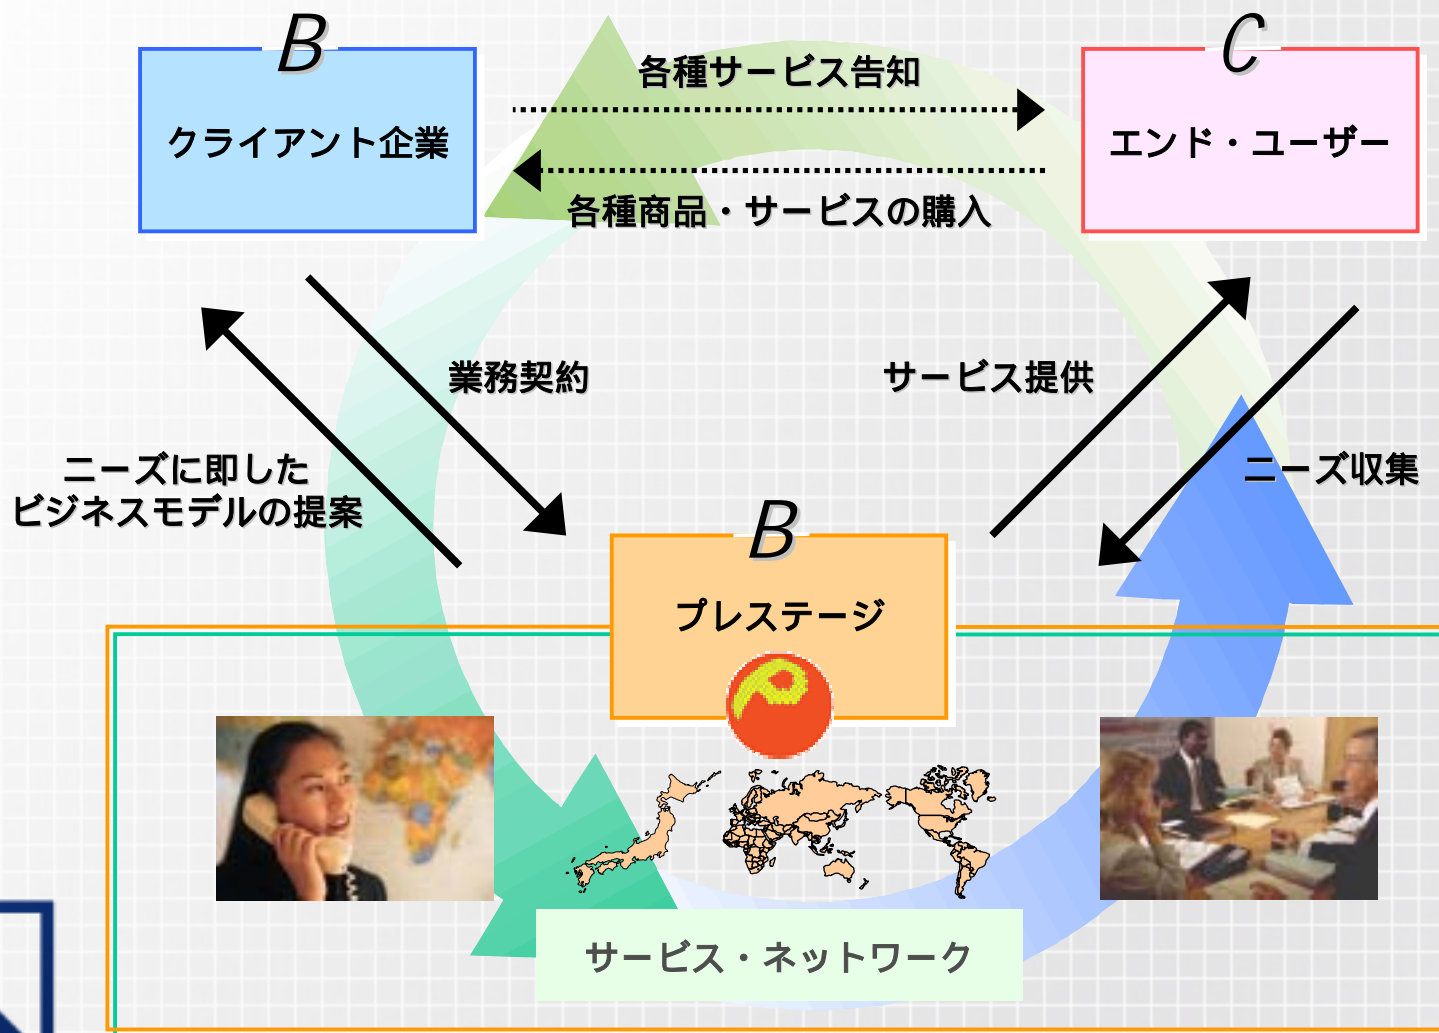 B
C
各種サービス告知
クライアント企業
エンド・ユーザー
各種商品・サービスの購入
業務契約
サービス提供
ニーズに即した
ビジネスモデルの提案
ニーズ収集
B
プレステージ
サービス・ネットワーク